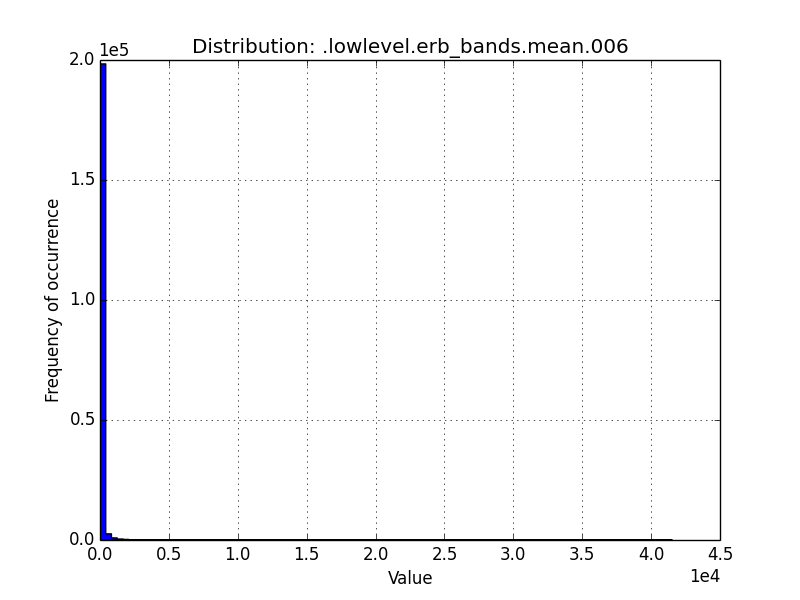 Distribution: .lowlevel.erb_bands.mean.006
1e5
2.0
1.5
1.0
0.5
0.0
Frequency of occurrence
0.0 0.5 1.0 1.5 2.0 2.5 3.0 3.5 4.0 4.5
Value
1e4